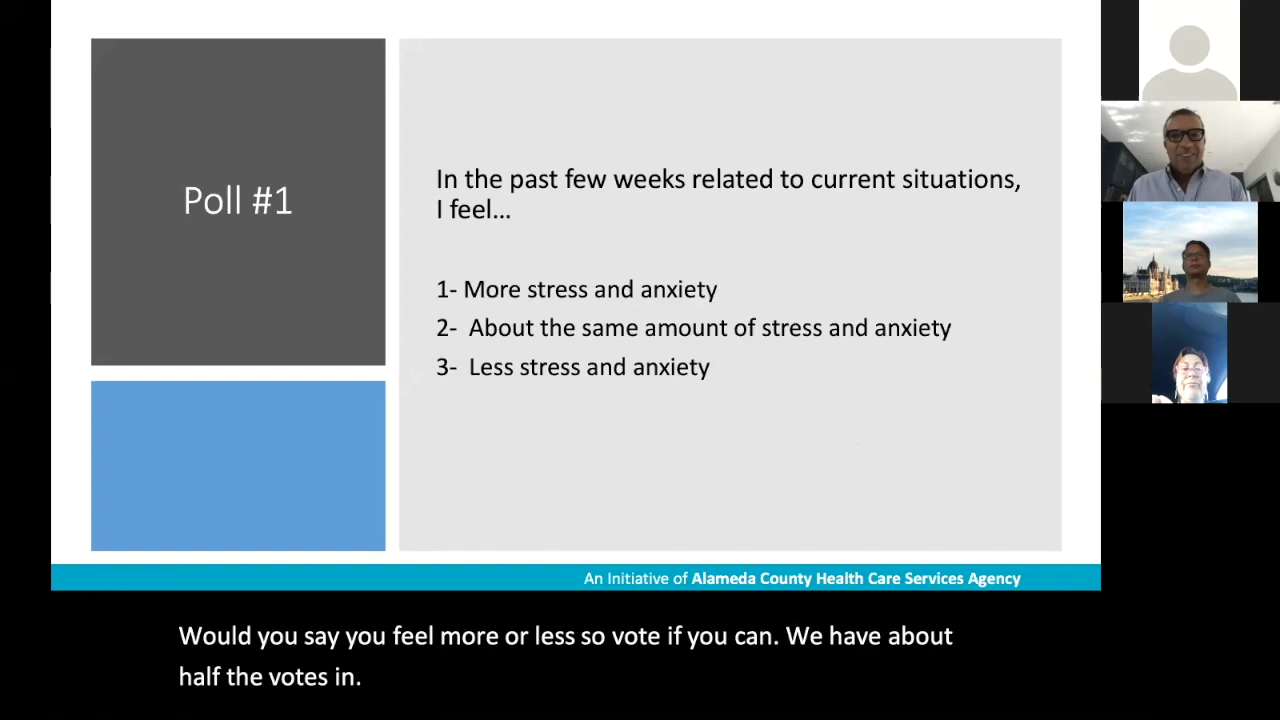 Poll #1
In the past few weeks related to current situations,
I feel...
1- More stress and anxiety
2-  About the same amount of stress and anxiety
3-  Less stress and anxiety
An Initiative of Alameda County Health Care Services Agency
Would you say you feel more or less so vote if you can. We have about
half the votes in.